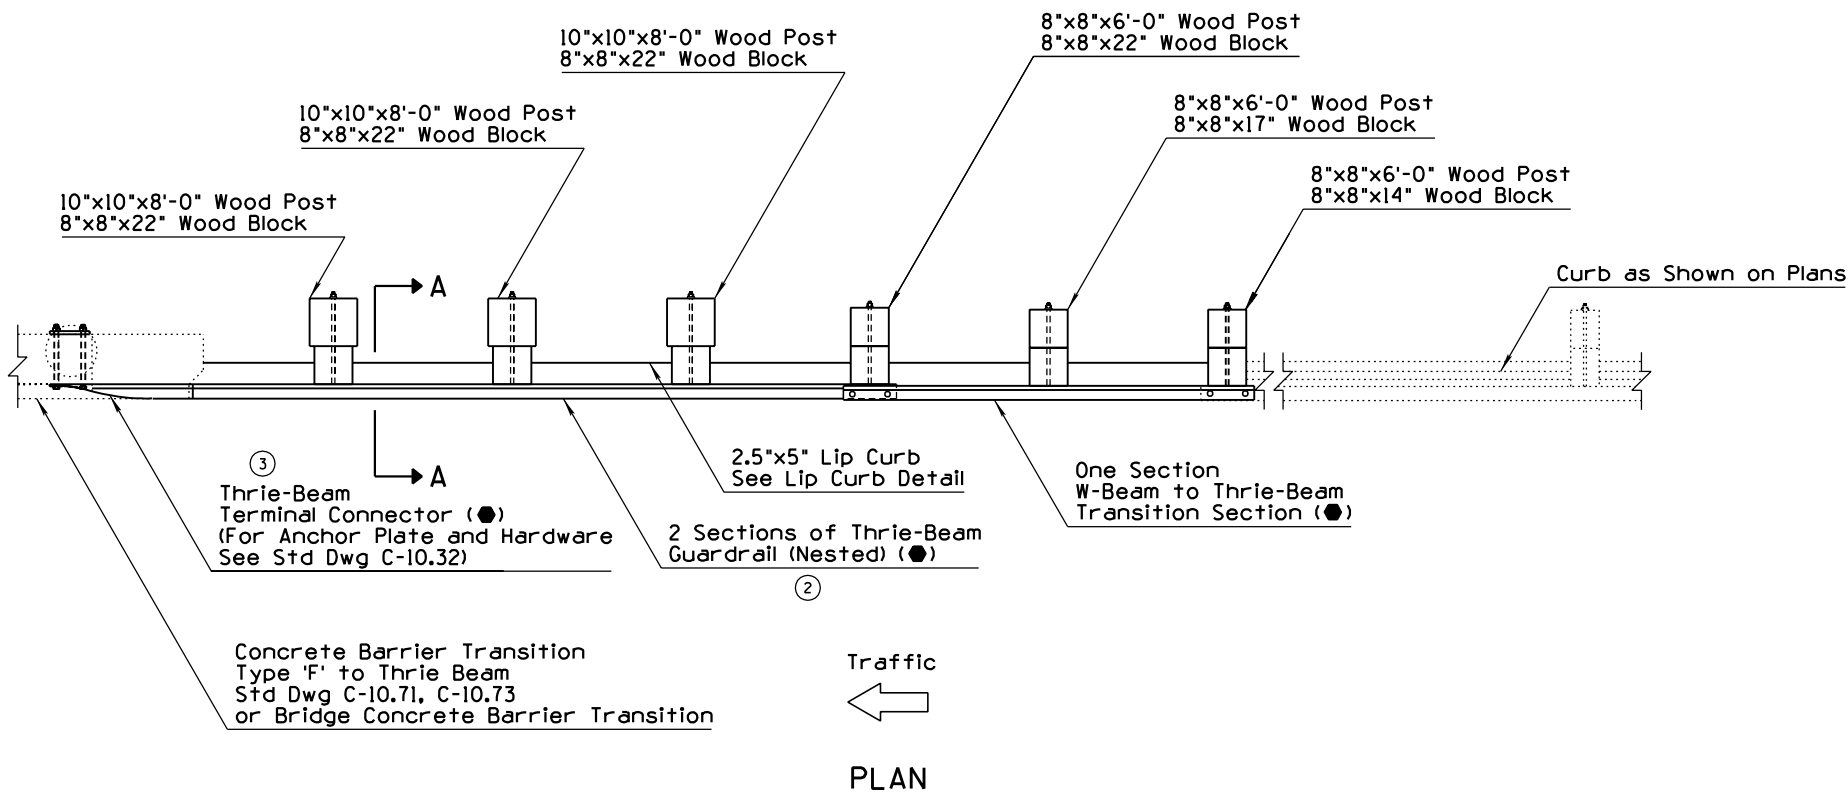 8"x8"x6'-0" Wood Post
8"x8"x22" Wood Block
10"x10"x8'-0" Wood Post
8"x8"x22" Wood Block
8"x8"x6'-0" Wood Post
8"x8"x17" Wood Block
10"x10"x8'-0" Wood Post
8"x8"x22" Wood Block
8"x8"x6'-0" Wood Post
8"x8"x14" Wood Block
10"x10"x8'-0" Wood Post
8"x8"x22" Wood Block
Curb as Shown on Plans
A
A
3
Thrie-Beam
Terminal Connector (⬣)
(For Anchor Plate and Hardware
See Std Dwg C-10.32)
2.5"x5" Lip Curb
See Lip Curb Detail
One Section
W-Beam to Thrie-Beam
Transition Section (⬣)
2 Sections of Thrie-Beam
Guardrail (Nested) (⬣)
2
Concrete Barrier Transition
Type 'F' to Thrie Beam
Std Dwg C-10.71, C-10.73
or Bridge Concrete Barrier Transition
Traffic
PLAN